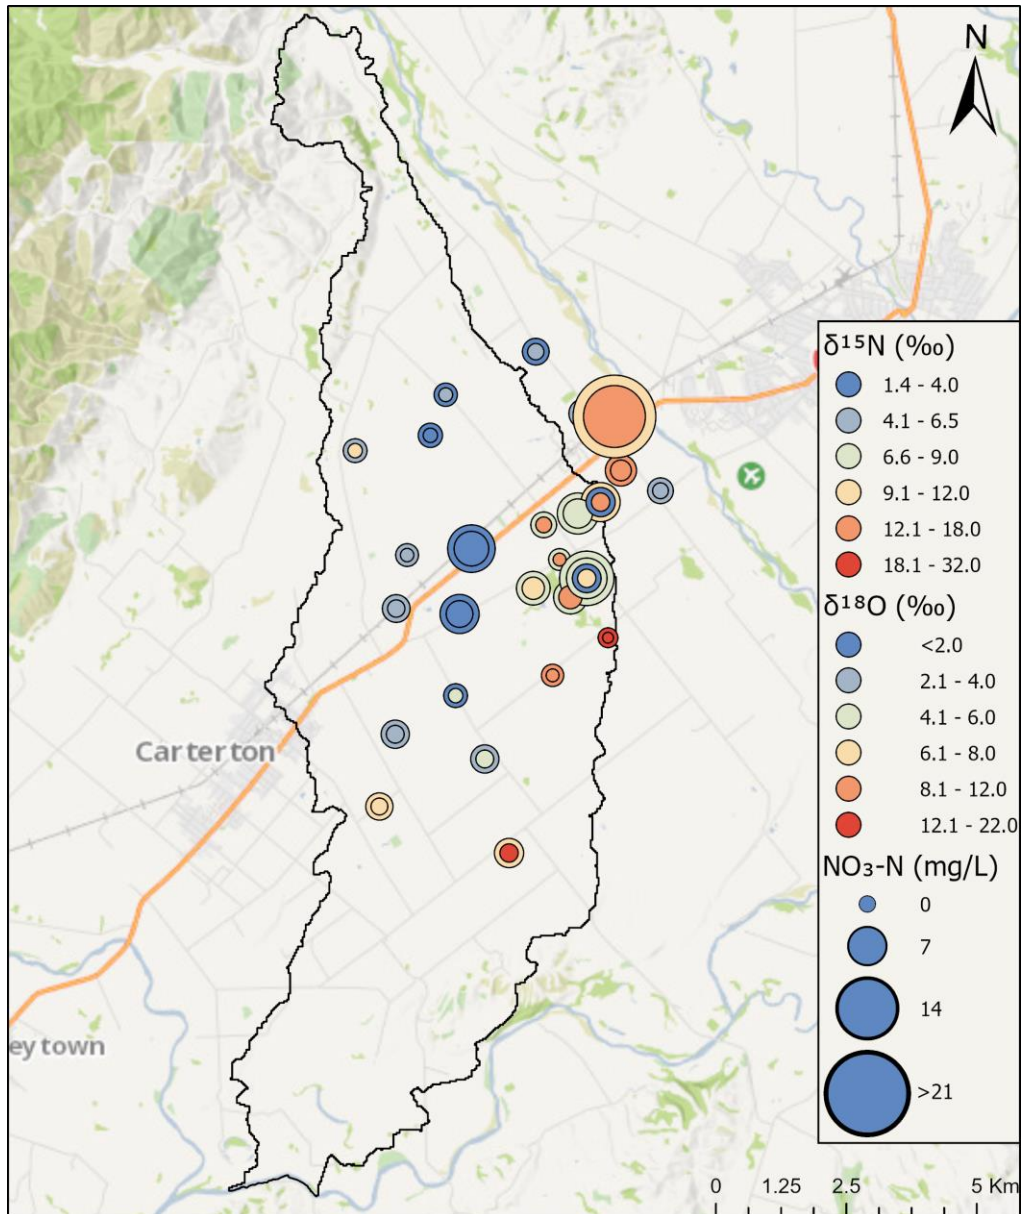 N
δ¹⁵N (‰)
1.4 - 4.0
4.1 - 6.5
6.6 - 9.0
9.1 - 12.0
12.1 - 18.0
18.1 - 32.0
δ¹⁸O (‰)
<2.0
2.1 - 4.0
4.1 - 6.0
6.1 - 8.0
8.1 - 12.0
12.1 - 22.0
NO₃-N (mg/L)
0
7
14
>21
Carterton
eytown
0 1.25 2.5 5 Km